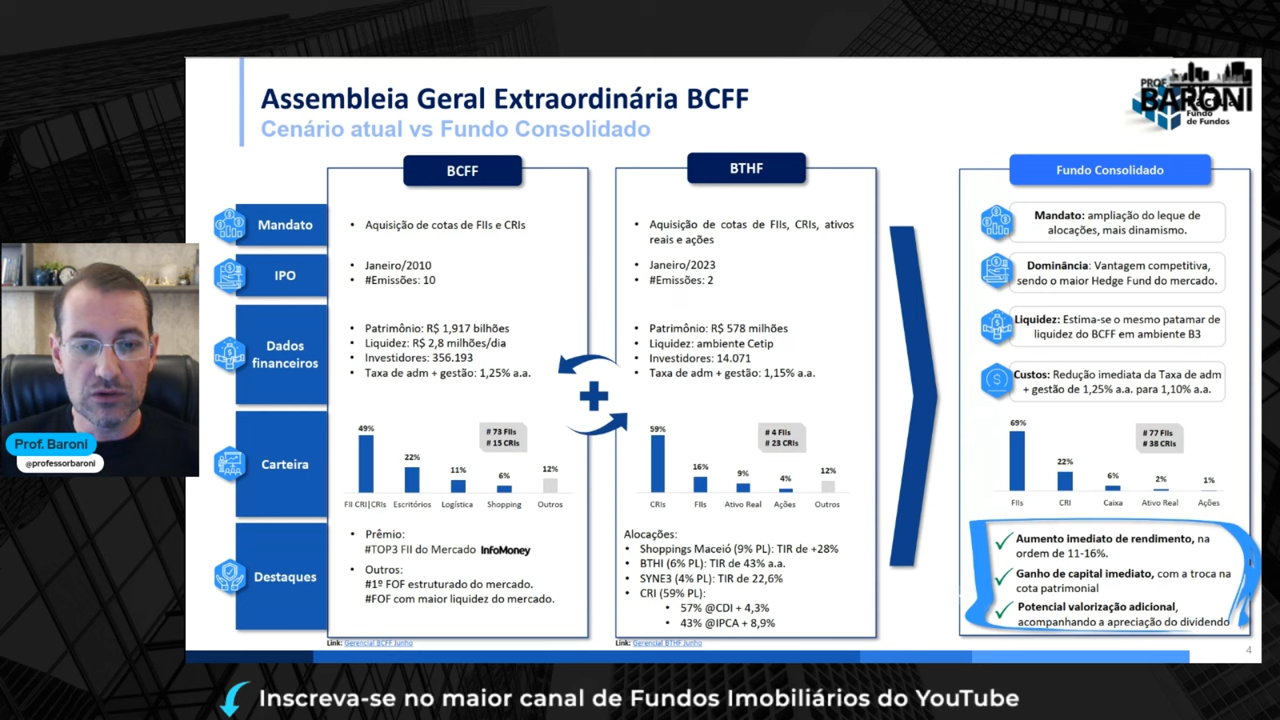 Assembleia Geral Extraordinária BCFF
Cenário atual vs Fundo Consolidado
PROF
BARONI
Fundo
de Fundos
BCFF
BTHF
Fundo Consolidado
Mandato
• Aquisição de cotas de FIIs e CRIs
• Aquisição de cotas de FIIs, CRIs, ativos
reais e ações
Mandato: ampliação do leque de
alocações, mais dinamismo.
IPO
• Janeiro/2010
• #Emissões: 10
• Janeiro/2023
• #Emissões: 2
Dominância: Vantagem competitiva,
sendo o maior Hedge Fund do mercado.
Dados
financeiros
• Patrimônio: R$ 1,917 bilhões
• Liquidez: R$ 2,8 milhões/dia
• Investidores: 356.193
• Taxa de adm + gestão: 1,25% a.a.
• Patrimônio: R$ 578 milhões
• Liquidez: ambiente Cetip
• Investidores: 14.071
• Taxa de adm + gestão: 1,15% a.a.
Liquidez: Estima-se o mesmo patamar de
liquidez do BCFF em ambiente B3
Custos: Redução imediata da Taxa de adm
+ gestão de 1,25% a.a. para 1,10% a.a.
Carteira
49%
22%
11%
6%
12%
# 73 FIIs
# 15 CRIs
FII CRI|CRIs Escritórios Logística Shopping Outros
59%
16%
9%
4%
12%
# 4 FIIs
# 23 CRIs
CRIs FIIs Ativo Real Ações Outros
69%
22%
6%
2%
1%
# 77 FIIs
# 38 CRIs
FIIs CRI Caixa Ativo Real Ações
Destaques
• Prêmio:
#TOP3 FII do Mercado InfoMoney
• Outros:
#1º FOF estruturado do mercado.
#FOF com maior liquidez do mercado.
Alocações:
• Shoppings Maceió (9% PL): TIR de +28%
• BTHI (6% PL): TIR de 43% a.a.
• SYNE3 (4% PL): TIR de 22,6%
• CRI (59% PL):
• 57% @CDI + 4,3%
• 43% @IPCA + 8,9%
✓ Aumento imediato de rendimento, na
ordem de 11-16%.
✓ Ganho de capital imediato, com a troca na
cota patrimonial
✓ Potencial valorização adicional,
acompanhando a apreciação do dividendo
Link: Gerencial BCFF Junho
Link: Gerencial BTHF Junho
4
Prof. Baroni
@professorbaroni
Inscreva-se no maior canal de Fundos Imobiliários do YouTube